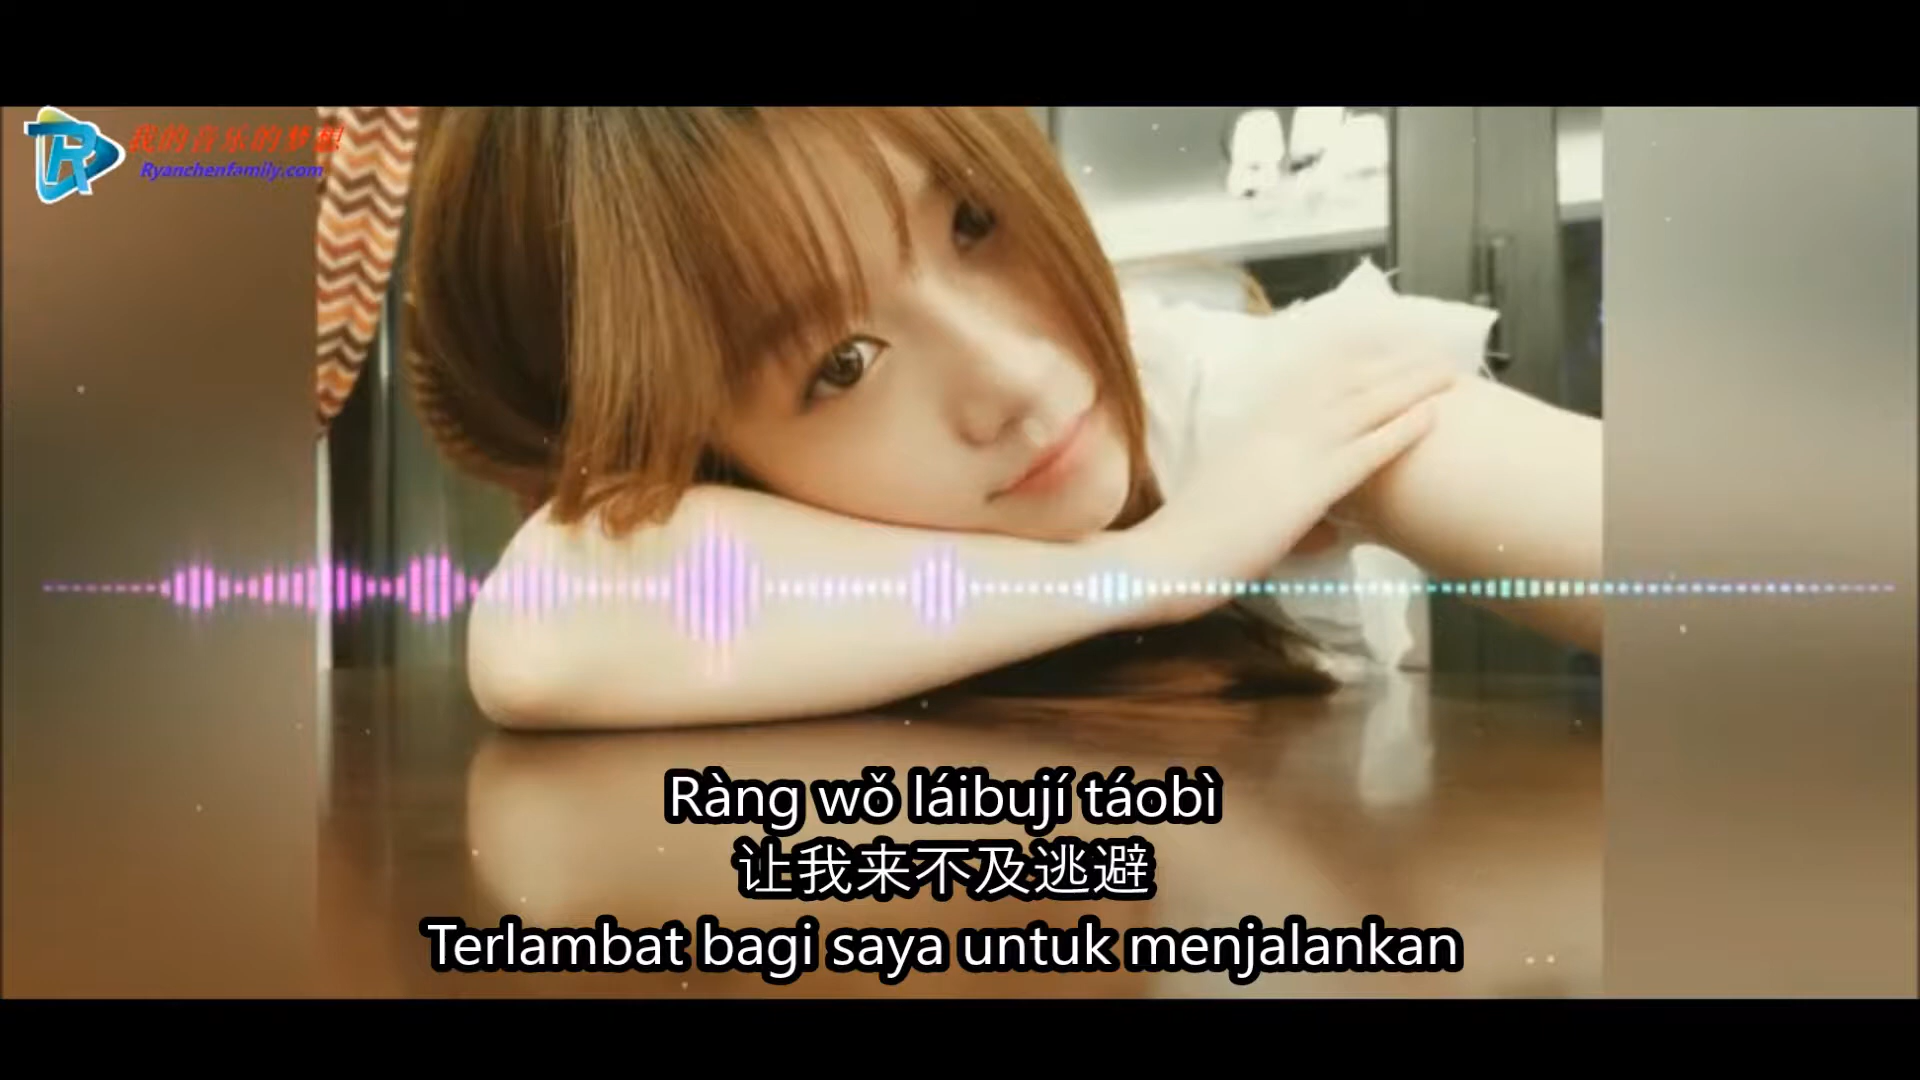 我的音乐的梦想
Ryanchenfamily.com
Ràng wǒ láibují táobì
让我来不及逃避
Terlambat bagi saya untuk menjalankan